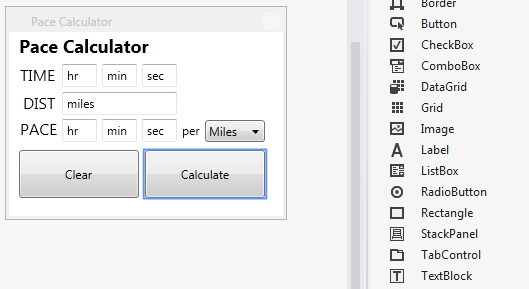 Pace Calculator
Pace Calculator
TIME hr min sec
DIST miles
PACE hr min sec per Miles
Clear Calculate
Border
Button
CheckBox
ComboBox
DataGrid
Grid
Image
Label
ListBox
RadioButton
Rectangle
StackPanel
TabControl
TextBlock